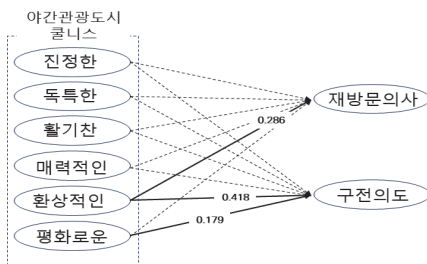 야간관광도시
쿨니스
진정한
독특한
활기찬
매력적인
환상적인
평화로운
재방문의사
구전의도
0.286
0.418
0.179